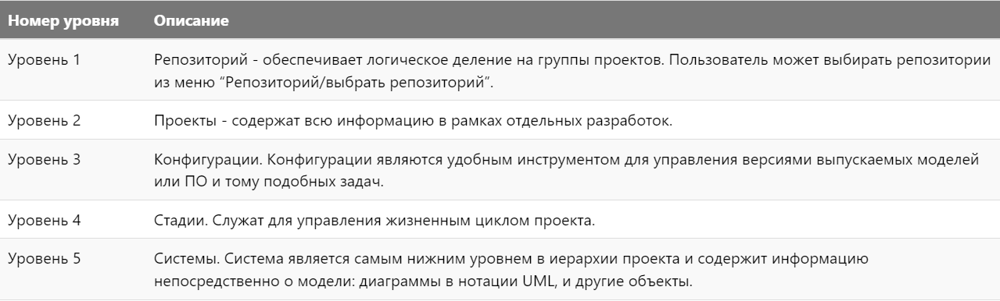 Номер уровня Описание
Уровень 1 Репозиторий - обеспечивает логическое деление на группы проектов. Пользователь может выбирать репозитории
из меню “Репозиторий/выбрать репозиторий”.
Уровень 2 Проекты - содержат всю информацию в рамках отдельных разработок.
Уровень 3 Конфигурации. Конфигурации являются удобным инструментом для управления версиями выпускаемых моделей
или ПО и тому подобных задач.
Уровень 4 Стадии. Служат для управления жизненным циклом проекта.
Уровень 5 Системы. Система является самым нижним уровнем в иерархии проекта и содержит информацию
непосредственно о модели: диаграммы в нотации UML, и другие объекты.